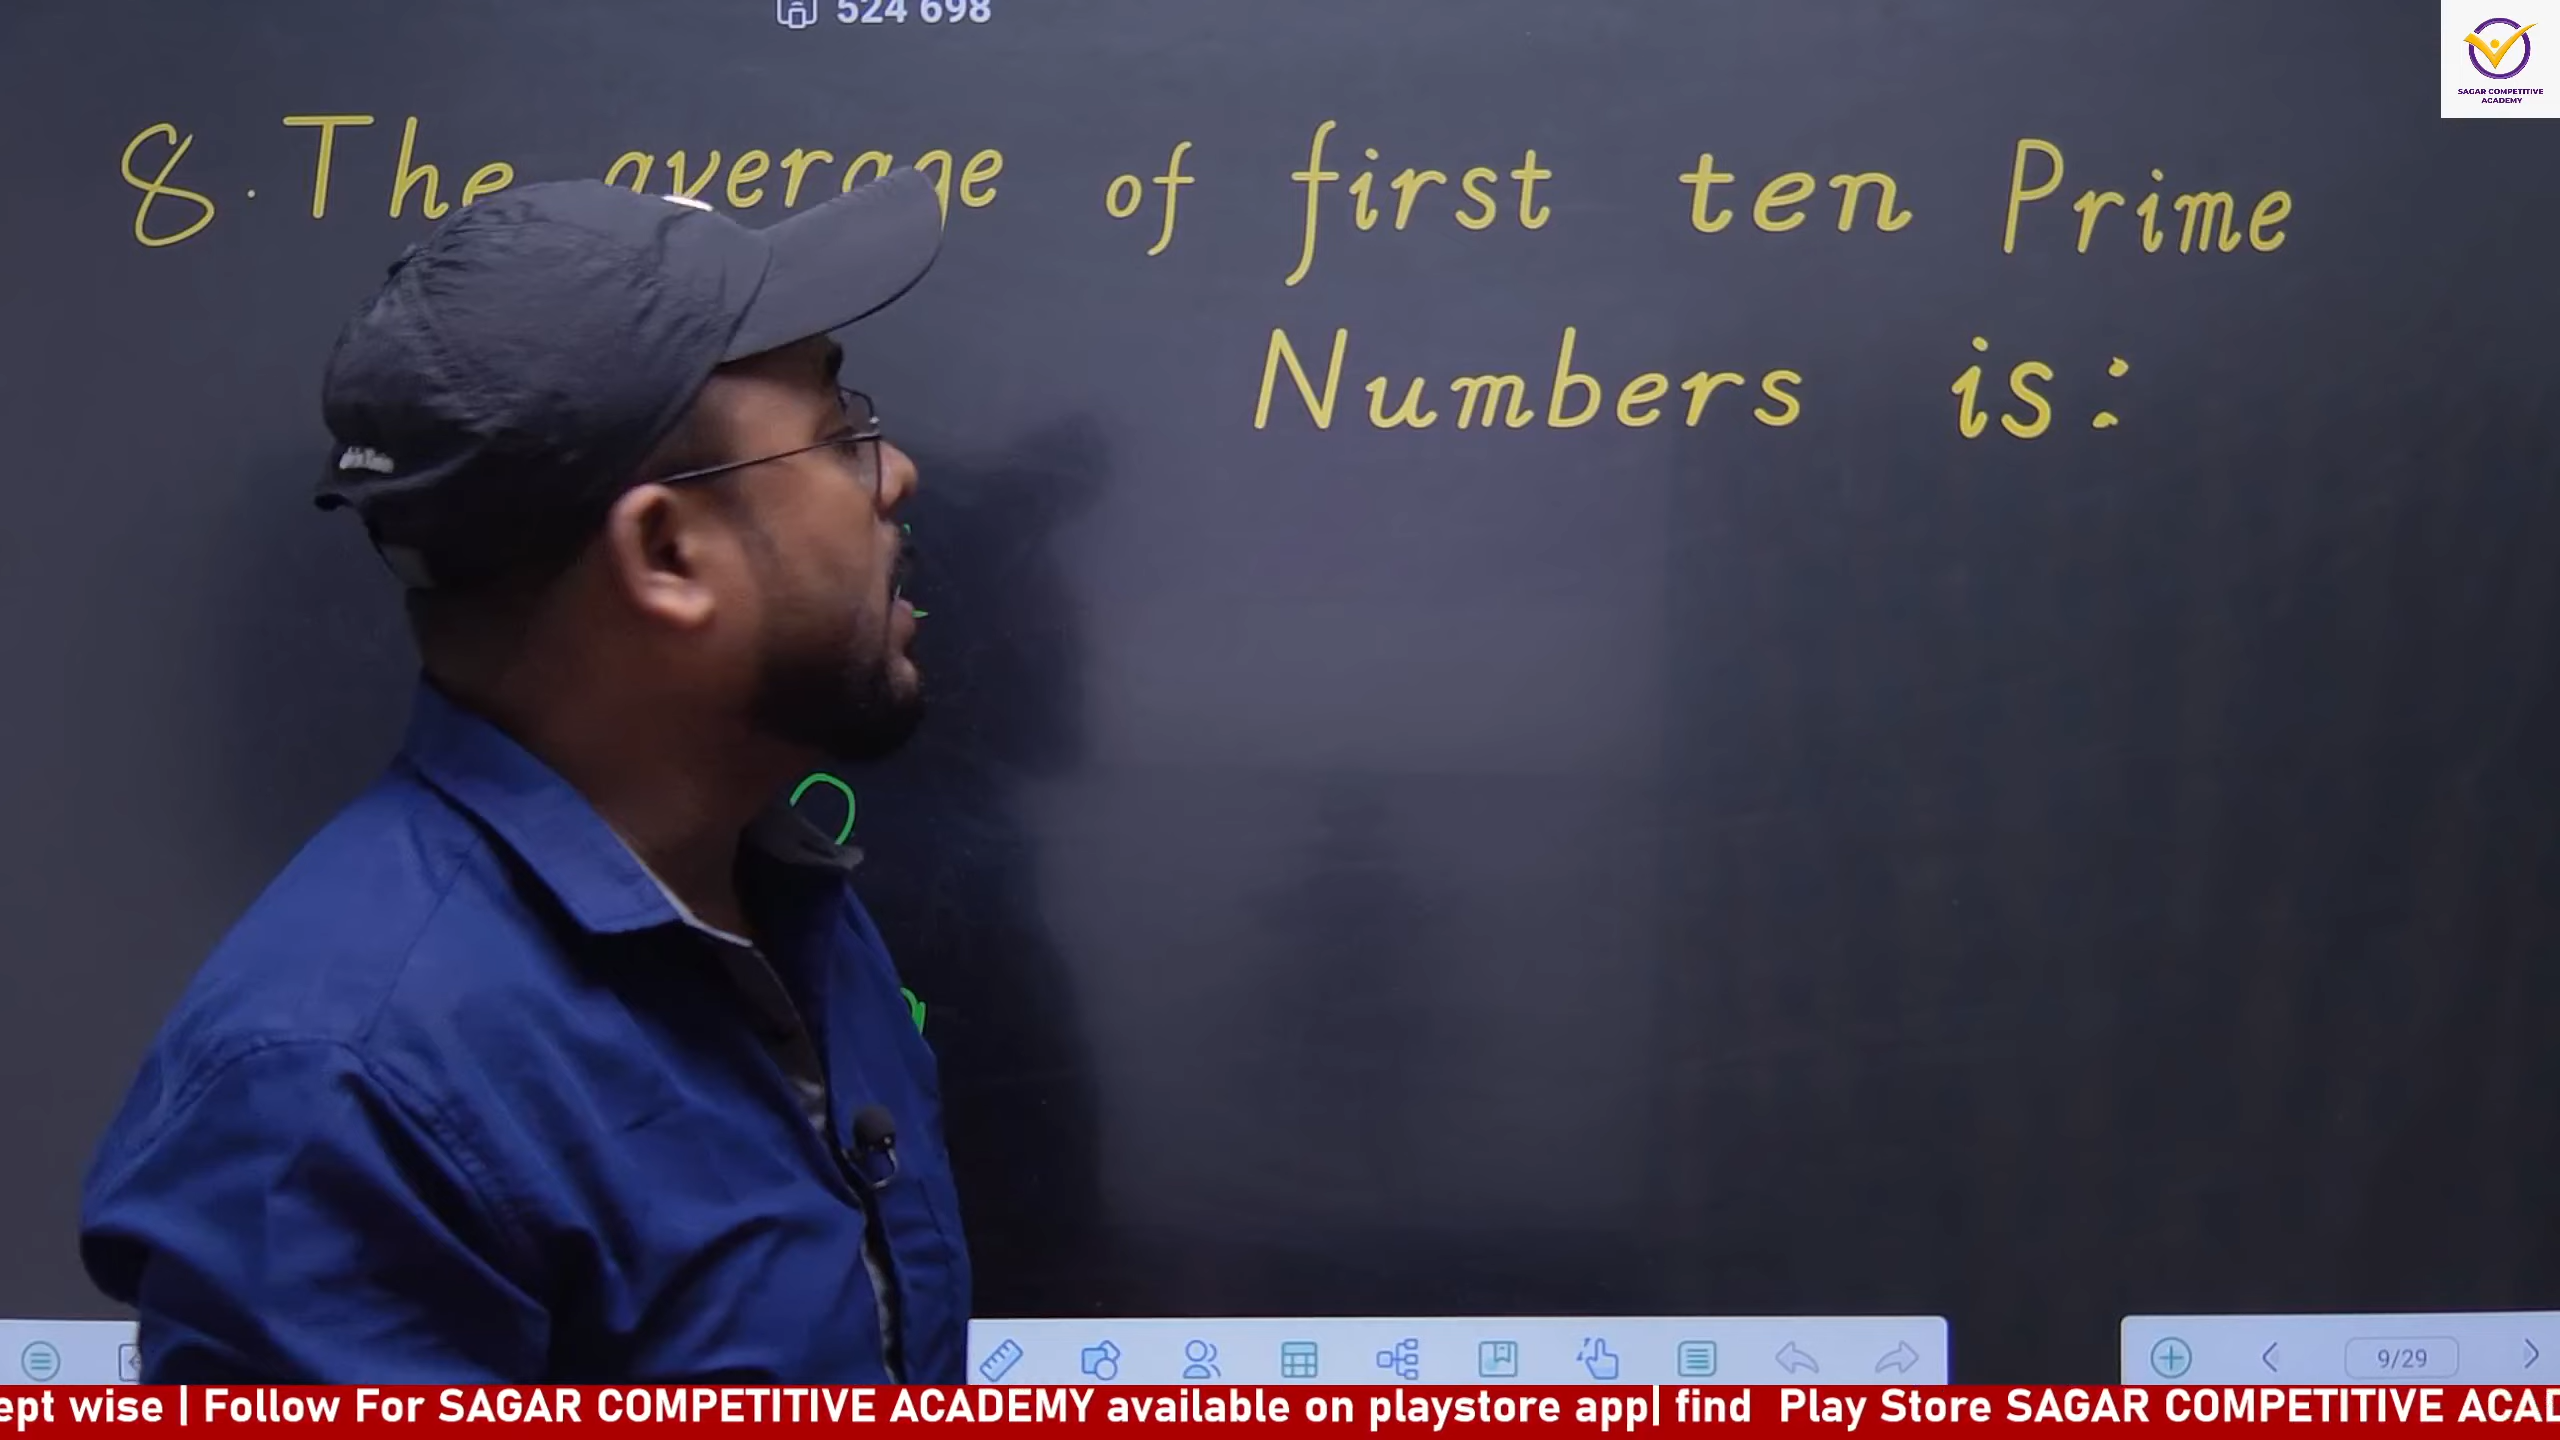 524 698
SAGAR COMPETITIVE
ACADEMY
8. The average of first ten Prime
Numbers is:
9/29
ept wise | Follow For SAGAR COMPETITIVE ACADEMY available on playstore app| find Play Store SAGAR COMPETITIVE ACAD